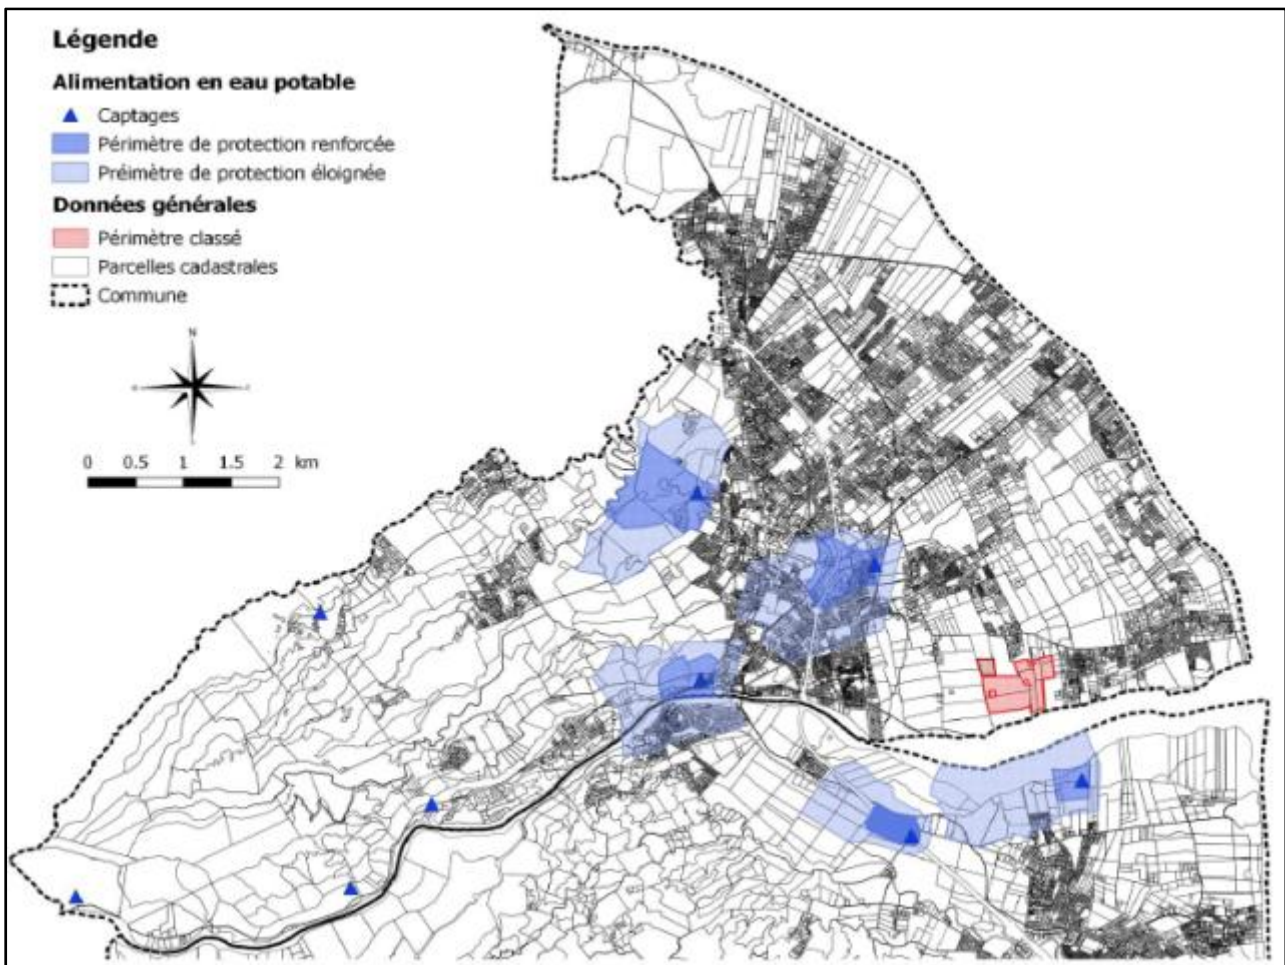 Légende
Alimentation en eau potable
Captages
Périmètre de protection renforcée
Préimètre de protection éloignée
Données générales
Périmètre classé
Parcelles cadastrales
Commune
N
0 0.5 1 1.5 2 km